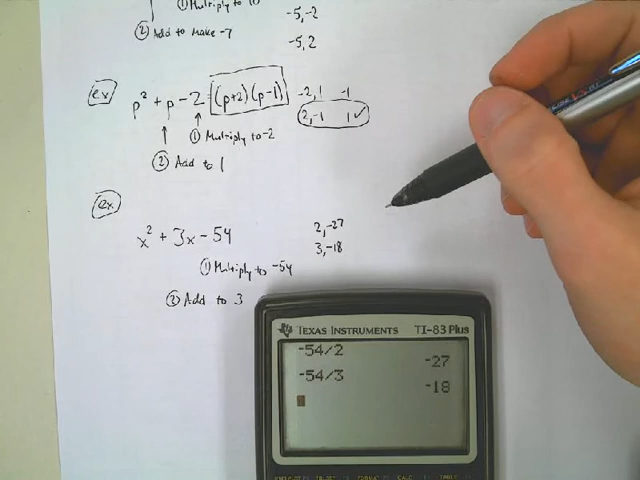 ① Multiply to 10
② Add to make -7
-5,-2
-5,2
ex
p² + p - 2 = (p+2)(p-1)
-2,1 -1
2,-1 1 ✓
① Multiply to -2
② Add to 1
ex
x² + 3x - 54
2,-27
3,-18
① Multiply to -54
② Add to 3
TEXAS INSTRUMENTS TI-83 Plus
-54/2
-27
-54/3
-18